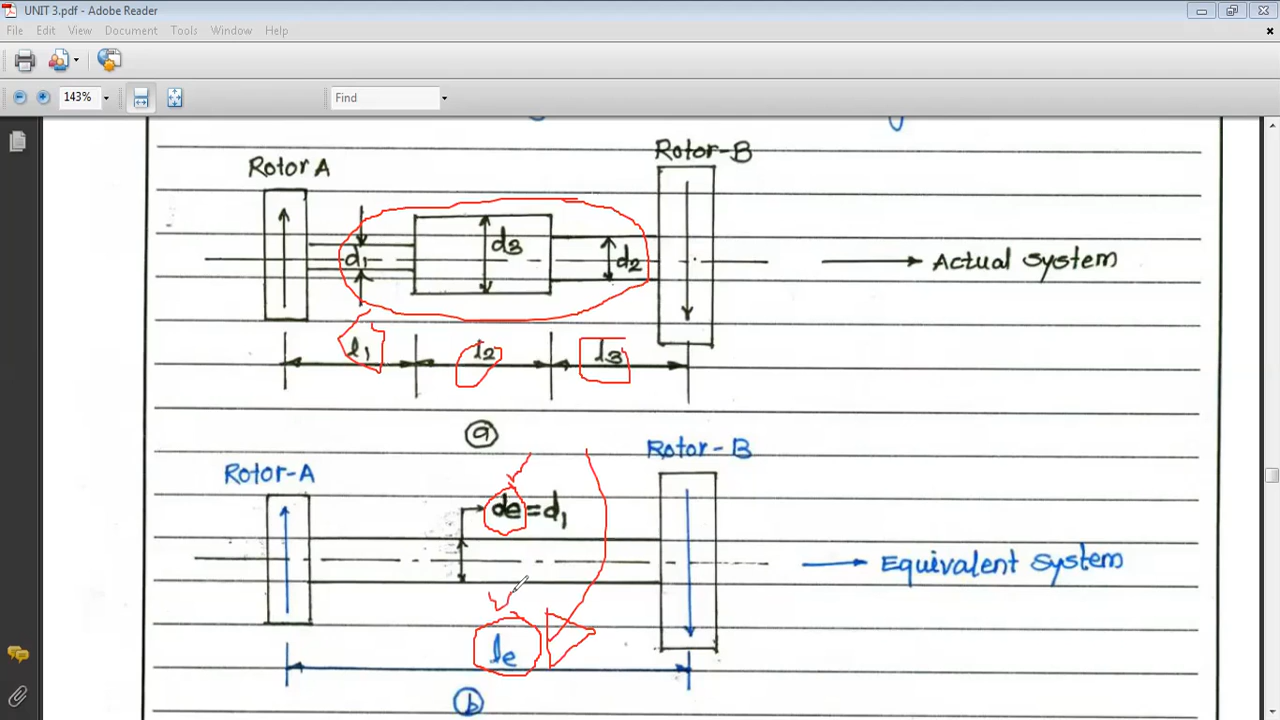 UNIT 3.pdf - Adobe Reader
File Edit View Document Tools Window Help
143% Find
Rotor A
Rotor-B
d1
d3
d2
Actual system
l1
l2
l3
a
Rotor-A
Rotor-B
de = d1
Equivalent system
le
b